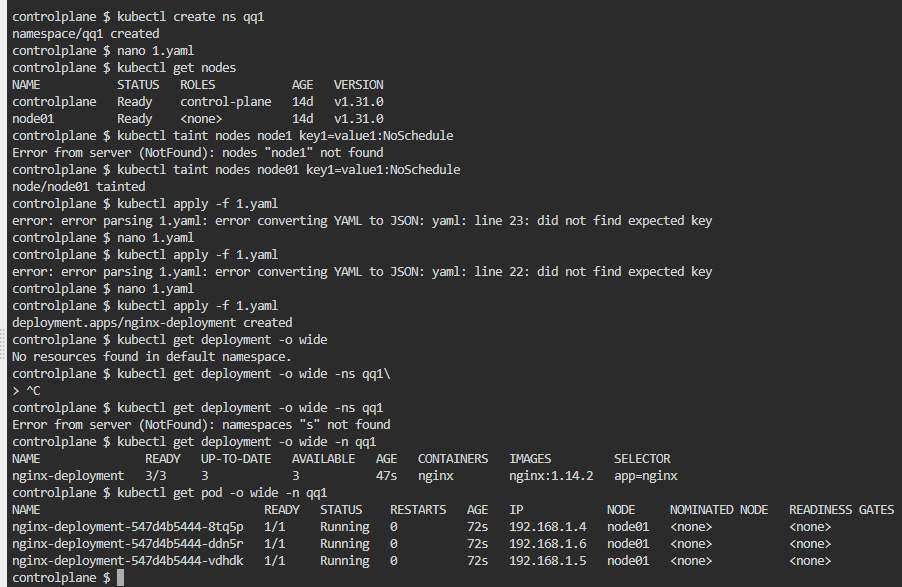 controlplane $ kubectl create ns qq1
namespace/qq1 created
controlplane $ nano 1.yaml
controlplane $ kubectl get nodes
NAME           STATUS   ROLES           AGE   VERSION
controlplane   Ready    control-plane   14d   v1.31.0
node01         Ready    <none>          14d   v1.31.0
controlplane $ kubectl taint nodes node1 key1=value1:NoSchedule
Error from server (NotFound): nodes "node1" not found
controlplane $ kubectl taint nodes node01 key1=value1:NoSchedule
node/node01 tainted
controlplane $ kubectl apply -f 1.yaml
error: error parsing 1.yaml: error converting YAML to JSON: yaml: line 23: did not find expected key
controlplane $ nano 1.yaml
controlplane $ kubectl apply -f 1.yaml
error: error parsing 1.yaml: error converting YAML to JSON: yaml: line 22: did not find expected key
controlplane $ nano 1.yaml
controlplane $ kubectl apply -f 1.yaml
deployment.apps/nginx-deployment created
controlplane $ kubectl get deployment -o wide
No resources found in default namespace.
controlplane $ kubectl get deployment -o wide -ns qq1\
> ^C
controlplane $ kubectl get deployment -o wide -ns qq1
Error from server (NotFound): namespaces "s" not found
controlplane $ kubectl get deployment -o wide -n qq1
NAME               READY   UP-TO-DATE   AVAILABLE   AGE   CONTAINERS   IMAGES         SELECTOR
nginx-deployment   3/3     3            3           47s   nginx        nginx:1.14.2   app=nginx
controlplane $ kubectl get pod -o wide -n qq1
NAME                                READY   STATUS    RESTARTS   AGE   IP            NODE     NOMINATED NODE   READINESS GATES
nginx-deployment-547d4b5444-8tq5p   1/1     Running   0          72s   192.168.1.4   node01   <none>           <none>
nginx-deployment-547d4b5444-ddn5r   1/1     Running   0          72s   192.168.1.6   node01   <none>           <none>
nginx-deployment-547d4b5444-vdhdk   1/1     Running   0          72s   192.168.1.5   node01   <none>           <none>
controlplane $